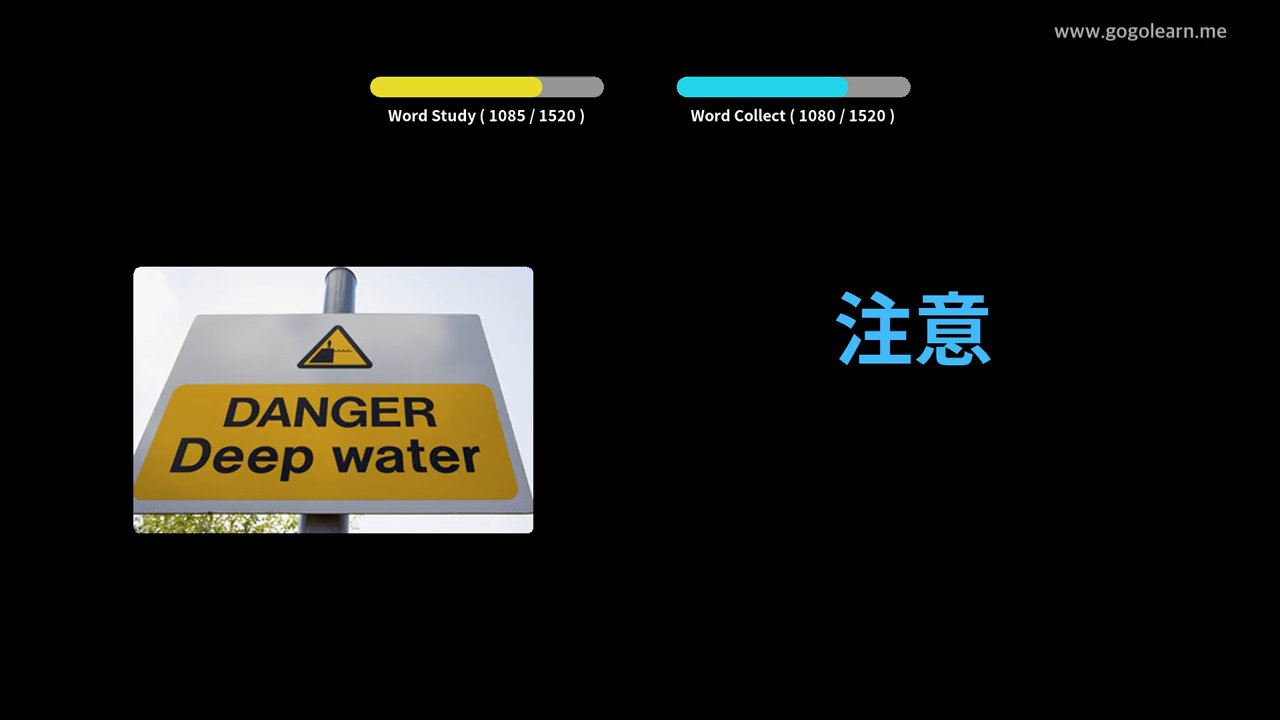 www.gogolearn.me
Word Study ( 1085 / 1520 )
Word Collect ( 1080 / 1520 )
DANGER
Deep water
注意